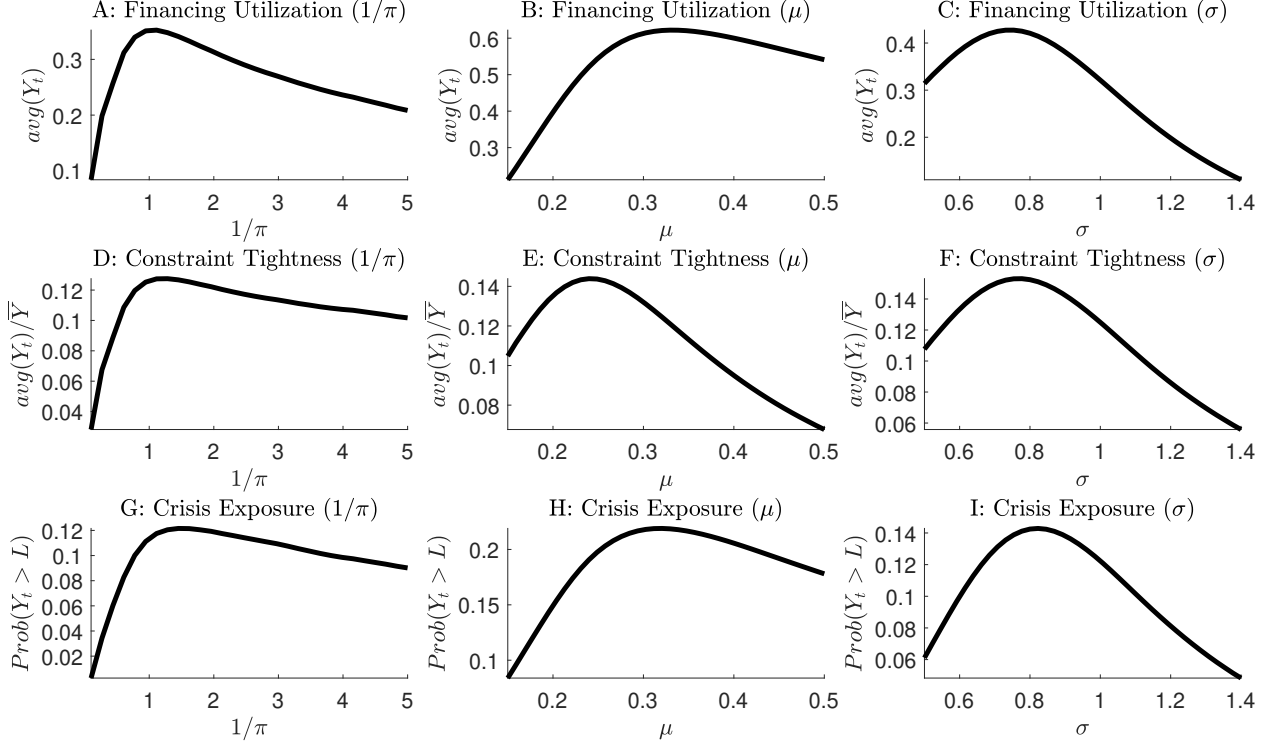 A: Financing Utilization (1/π)
avg(Y_t)
0.3
0.2
0.1
1 2 3 4 5
1/π
B: Financing Utilization (μ)
avg(Y_t)
0.6
0.5
0.4
0.3
0.2 0.3 0.4 0.5
μ
C: Financing Utilization (σ)
avg(Y_t)
0.4
0.3
0.2
0.6 0.8 1 1.2 1.4
σ
D: Constraint Tightness (1/π)
avg(Y_t)/Y̅
0.12
0.1
0.08
0.06
0.04
1 2 3 4 5
1/π
E: Constraint Tightness (μ)
avg(Y_t)/Y̅
0.14
0.12
0.1
0.08
0.2 0.3 0.4 0.5
μ
F: Constraint Tightness (σ)
avg(Y_t)/Y̅
0.14
0.12
0.1
0.08
0.06
0.6 0.8 1 1.2 1.4
σ
G: Crisis Exposure (1/π)
Prob(Y_t > L)
0.12
0.1
0.08
0.06
0.04
0.02
1 2 3 4 5
1/π
H: Crisis Exposure (μ)
Prob(Y_t > L)
0.2
0.15
0.1
0.2 0.3 0.4 0.5
μ
I: Crisis Exposure (σ)
Prob(Y_t > L)
0.14
0.12
0.1
0.08
0.06
0.6 0.8 1 1.2 1.4
σ